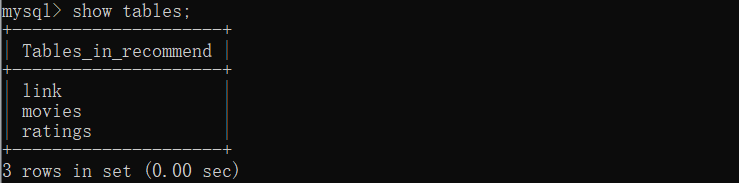 mysql> show tables;
+---------------------+
| Tables_in_recommend |
+---------------------+
| link                |
| movies              |
| ratings             |
+---------------------+
3 rows in set (0.00 sec)